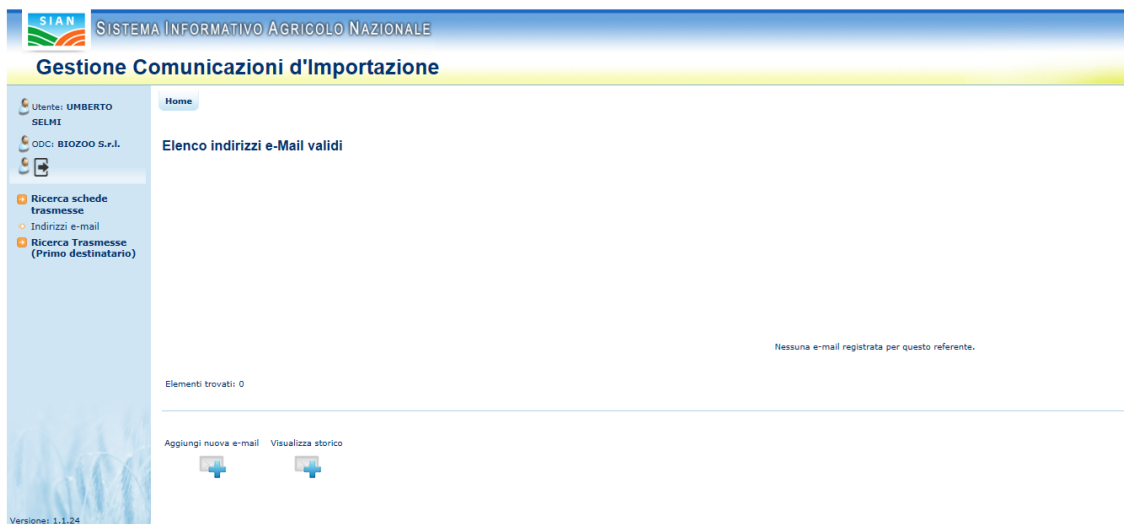 SIAN
SISTEMA INFORMATIVO AGRICOLO NAZIONALE
Gestione Comunicazioni d'Importazione
Utente: UMBERTO
SELMI
ODC: BIOZOO S.r.l.
Ricerca schede
trasmesse
Indirizzi e-mail
Ricerca Trasmesse
(Primo destinatario)
Versione: 1.1.24
Home
Elenco indirizzi e-Mail validi
Nessuna e-mail registrata per questo referente.
Elementi trovati: 0
Aggiungi nuova e-mail Visualizza storico